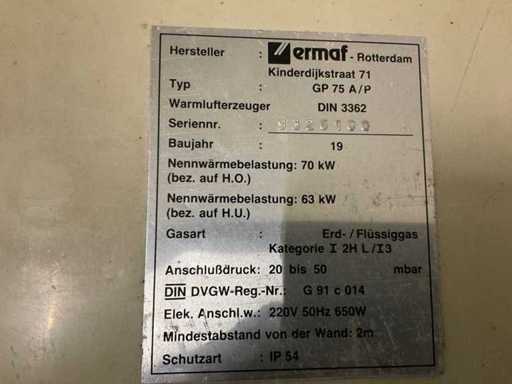 Hersteller : ermaf - Rotterdam
Kinderdijkstraat 71
Typ : GP 75 A/P
Warmlufterzeuger DIN 3362
Seriennr. :
Baujahr : 19
Nennwärmebelastung: 70 kW
(bez. auf H.O.)
Nennwärmebelastung: 63 kW
(bez. auf H.U.)
Gasart : Erd-/Flüssiggas
Kategorie I 2H L/I3
Anschlußdruck: 20 bis 50 mbar
DIN DVGW-Reg.-Nr.: G 91 c 014
Elek. Anschl.w.: 220V 50Hz 650W
Mindestabstand von der Wand: 2m
Schutzart : IP 54